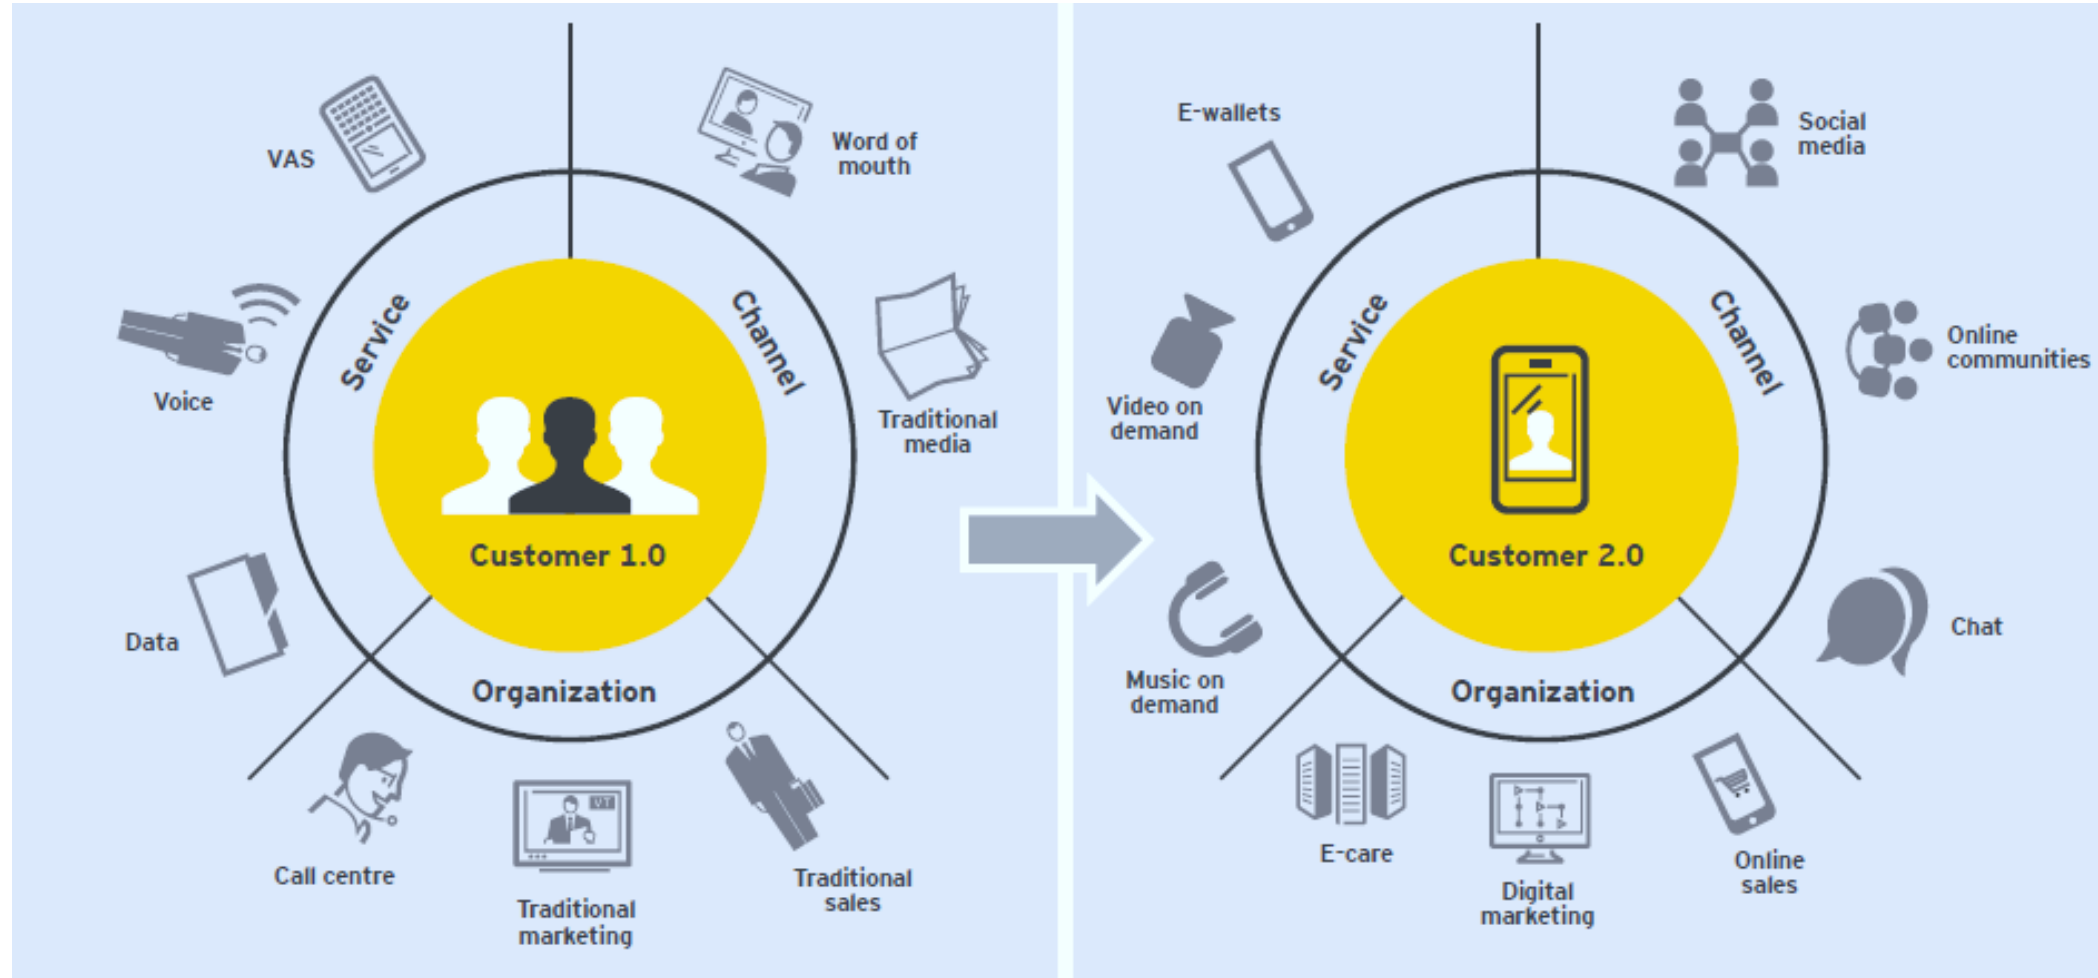 VAS
Word of
mouth
Service
Channel
Voice
Traditional
media
Customer 1.0
Data
Organization
Call centre
VT
Traditional
marketing
Traditional
sales
E-wallets
Social
media
Service
Channel
Online
communities
Video on
demand
Customer 2.0
Music on
demand
Chat
Organization
E-care
Digital
marketing
Online
sales